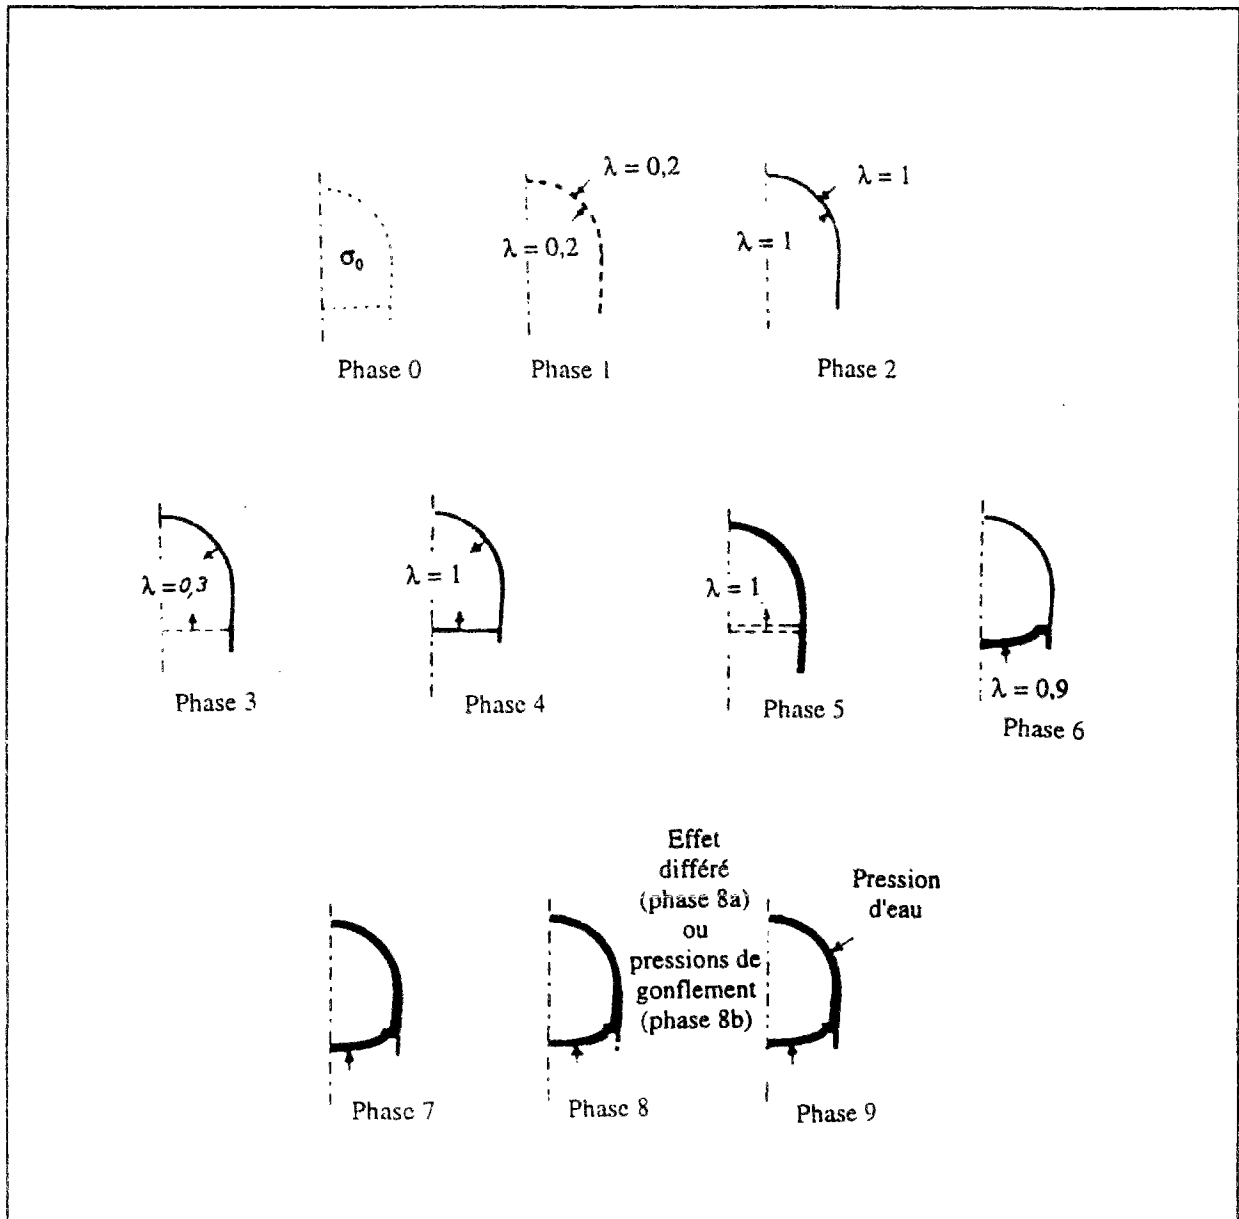 λ = 0,2
λ = 0,2
λ = 1
λ = 1
σ₀
Phase 0
Phase 1
Phase 2
λ = 0,3
λ = 1
λ = 1
λ = 0,9
Phase 3
Phase 4
Phase 5
Phase 6
Effet
différé
(phase 8a)
ou
pressions de
gonflement
(phase 8b)
Pression
d'eau
Phase 7
Phase 8
Phase 9